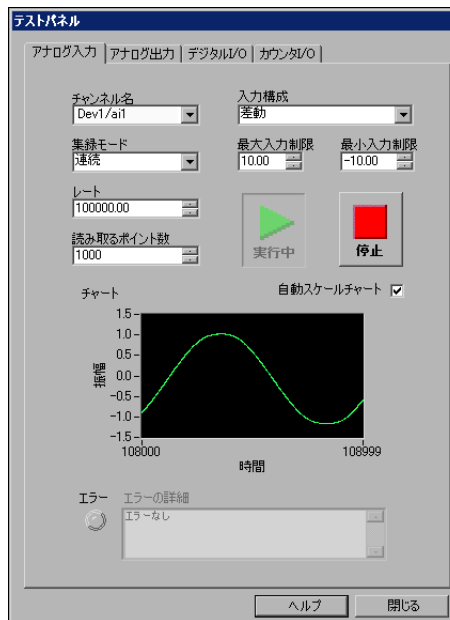 テストパネル
アナログ入力 アナログ出力 デジタルI/O カウンタI/O
チャンネル名 入力構成
Dev1/ai1 差動
集録モード 最大入力制限 最小入力制限
連続 10.00 -10.00
レート
100000.00
読み取るポイント数
1000
実行中 停止
チャート 自動スケールチャート
1.5
1.0
0.5
0.0
-0.5
-1.0
-1.5
振幅
108000 108999
時間
エラー エラーの詳細
エラーなし
ヘルプ 閉じる